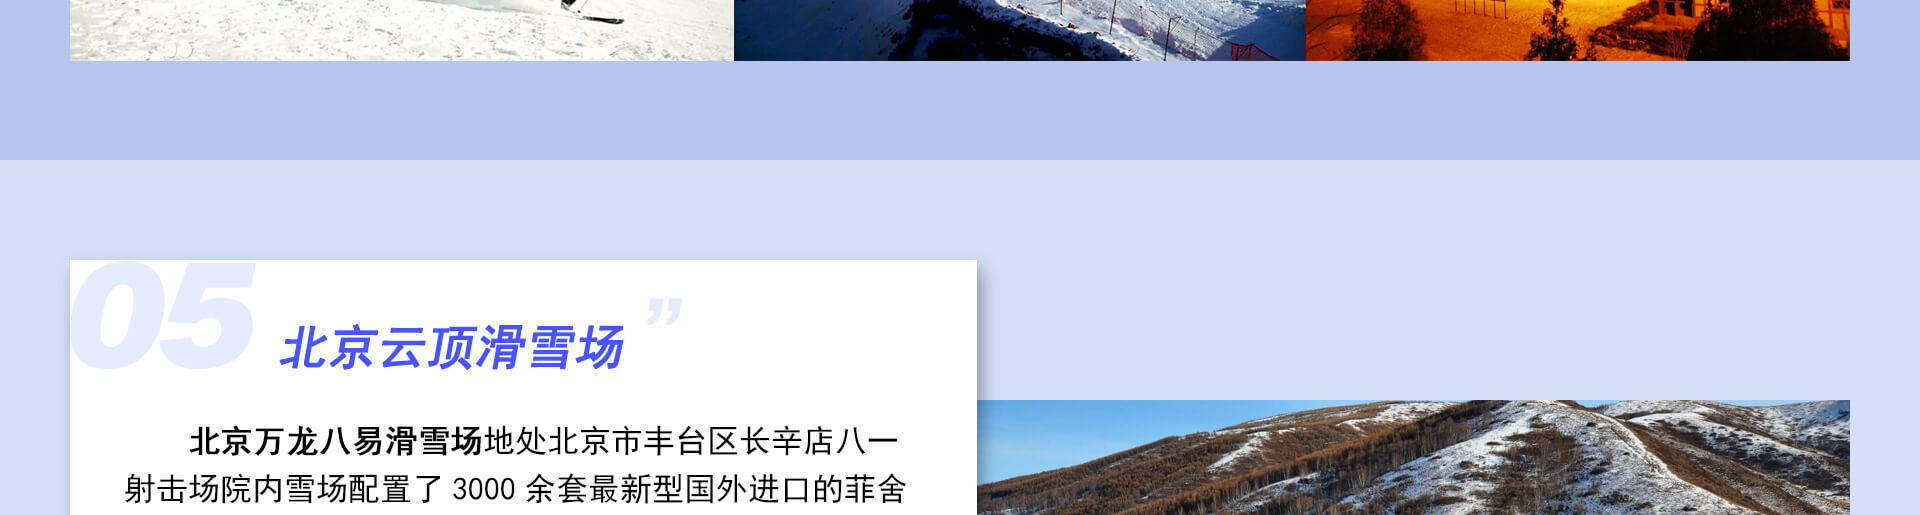 05
北京云顶滑雪场”
北京万龙八易滑雪场地处北京市丰台区长辛店八一
射击场院内雪场配置了 3000 余套最新型国外进口的菲舍